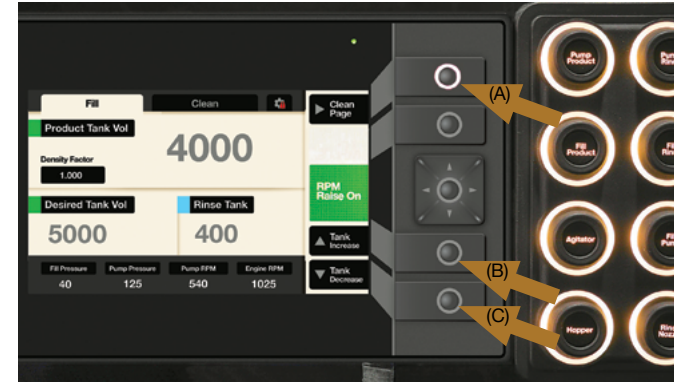 Fill
Clean
Clean
Page
Product Tank Vol
4000
Density Factor
1.000
RPM
Raise On
Desired Tank Vol
Rinse Tank
5000
400
Tank
Increase
Fill Pressure
Pump Pressure
Pump RPM
Engine RPM
40
125
540
1025
Tank
Decrease
(A)
(B)
(C)
Pump
Product
Fill
Product
Agitator
Hopper